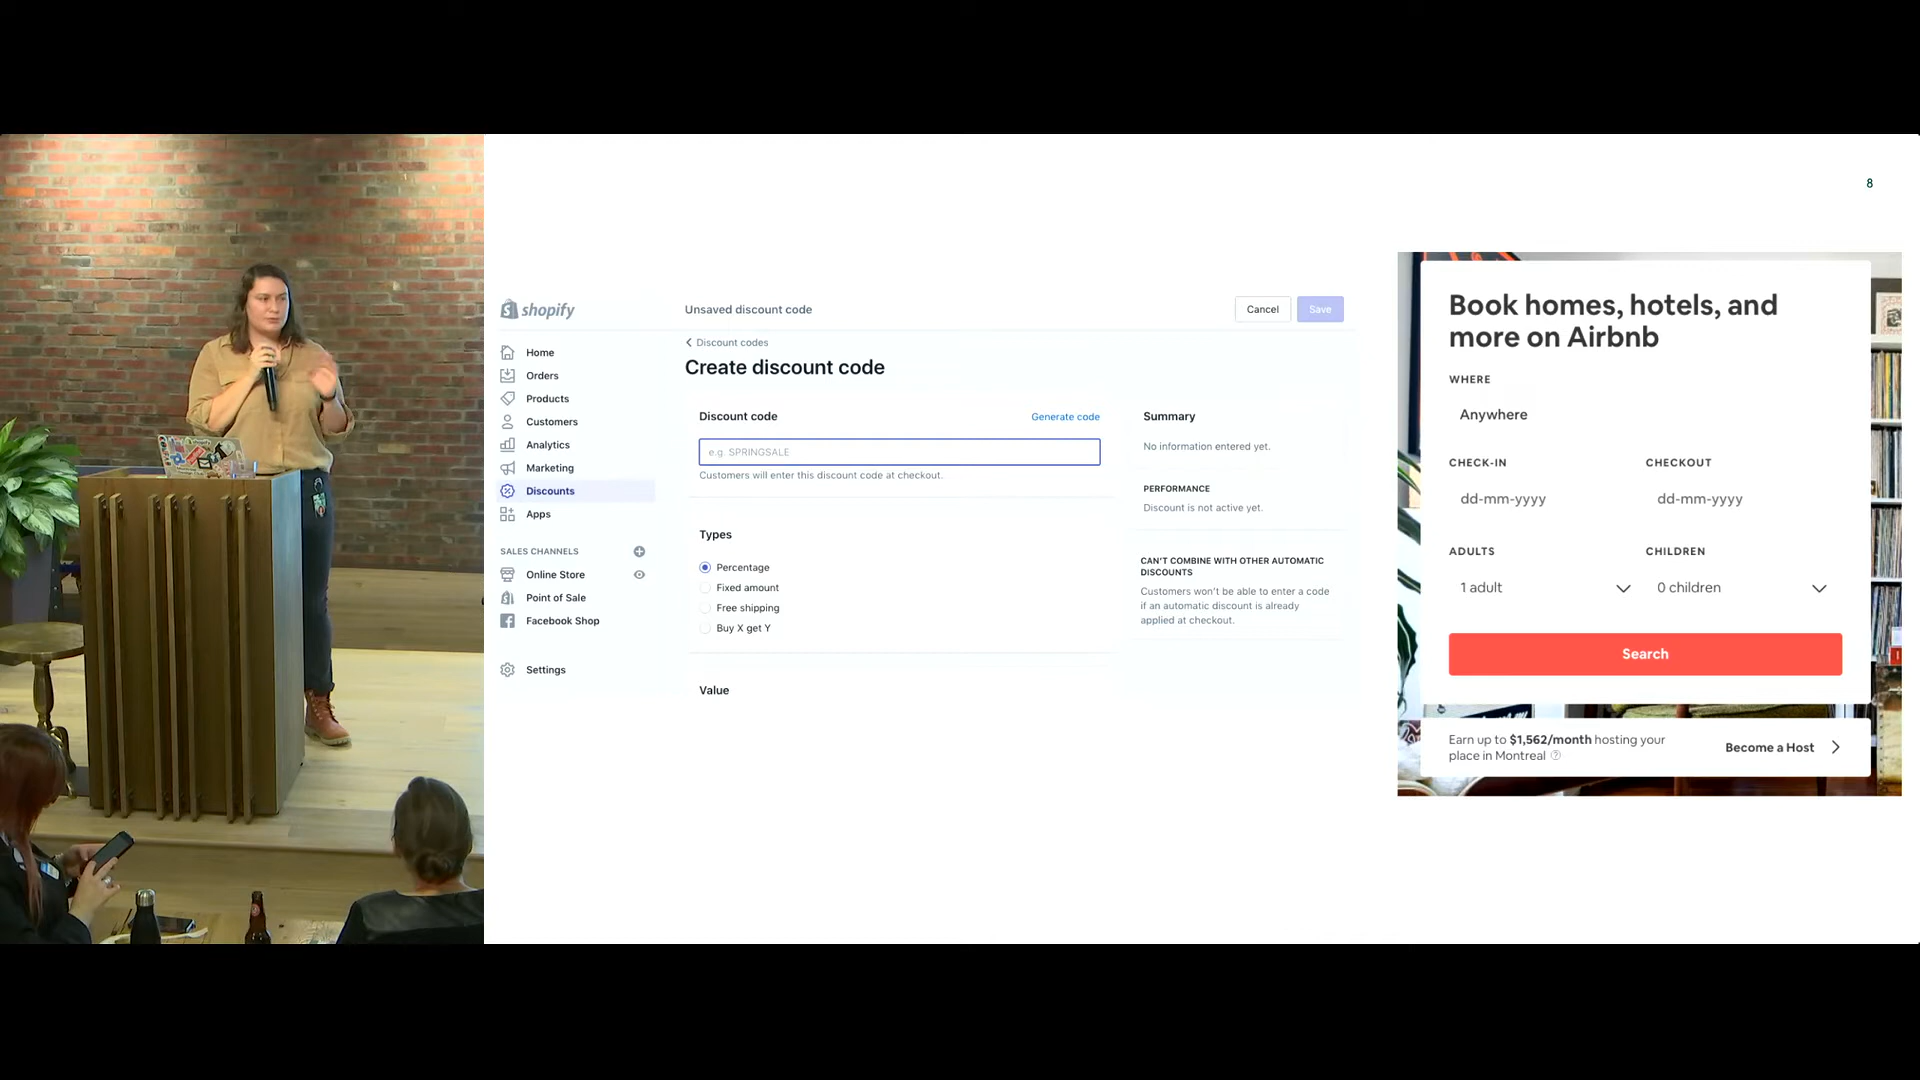 8
shopify
Unsaved discount code
Cancel
Save
Home
Orders
Products
Customers
Analytics
Marketing
Discounts
Apps
SALES CHANNELS
Online Store
Point of Sale
Facebook Shop
Settings
Discount codes
Create discount code
Discount code
Generate code
e.g. SPRINGSALE
Customers will enter this discount code at checkout.
Types
Percentage
Fixed amount
Free shipping
Buy X get Y
Value
Summary
No information entered yet.
PERFORMANCE
Discount is not active yet.
CAN'T COMBINE WITH OTHER AUTOMATIC
DISCOUNTS
Customers won't be able to enter a code
if an automatic discount is already
applied at checkout.
Book homes, hotels, and
more on Airbnb
WHERE
Anywhere
CHECK-IN
CHECKOUT
dd-mm-yyyy
dd-mm-yyyy
ADULTS
CHILDREN
1 adult
0 children
Search
Earn up to $1,562/month hosting your
place in Montreal
Become a Host